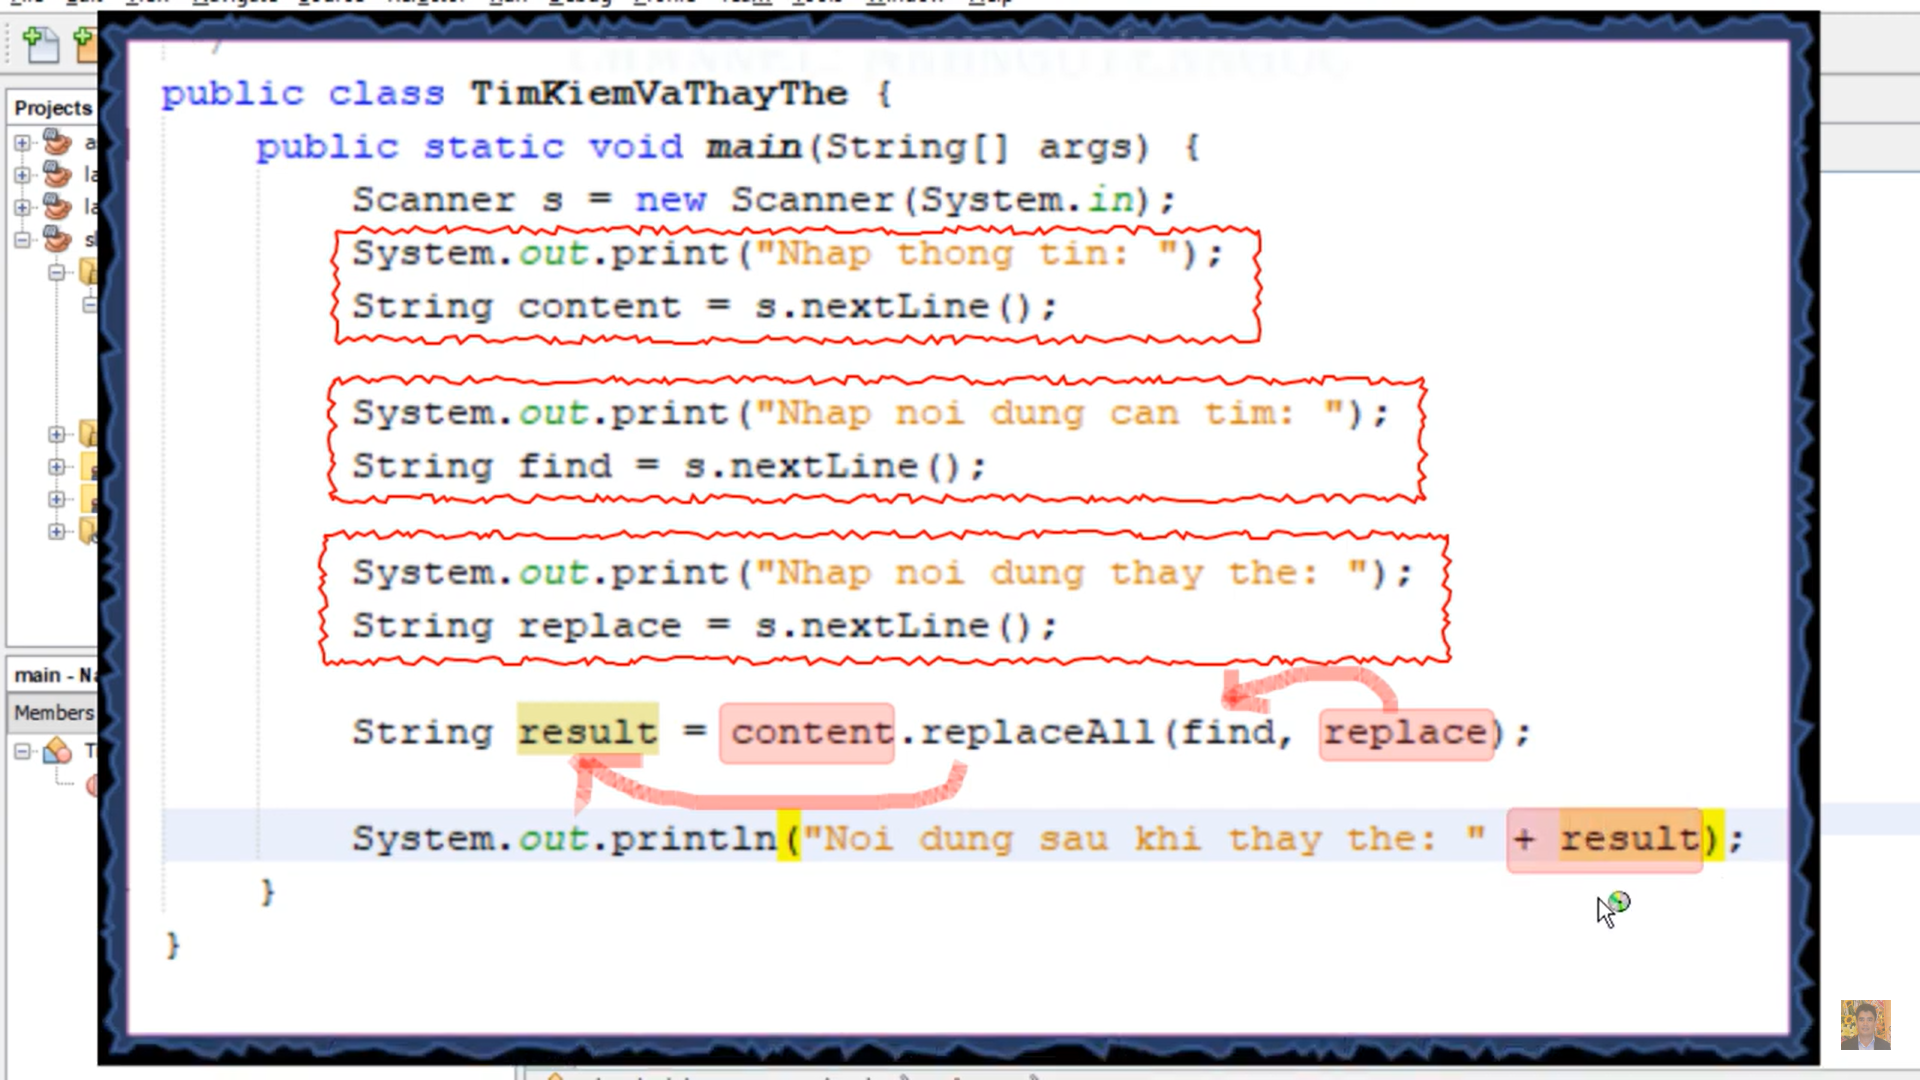 Projects
public class TimKiemVaThayThe {
public static void main(String[] args) {
Scanner s = new Scanner(System.in);
System.out.print("Nhap thong tin: ");
String content = s.nextLine();
System.out.print("Nhap noi dung can tim: ");
String find = s.nextLine();
System.out.print("Nhap noi dung thay the: ");
String replace = s.nextLine();
String result = content.replaceAll(find, replace);
System.out.println("Noi dung sau khi thay the: " + result);
}
}
main - Na
Members